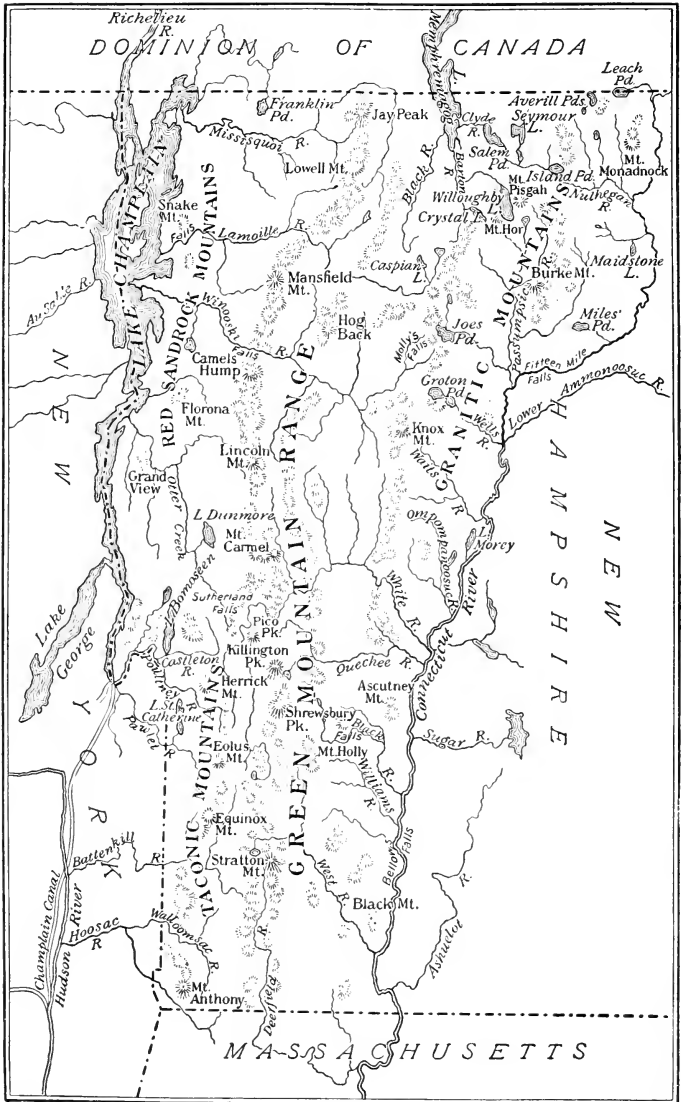 Richelieu
R.
DOMINION OF CANADA
Memphremagog
L.
Leach
Pd.
Franklin
Pd.
Jay Peak
Clyde
R.
Averill Pds.
Seymour
L.
Missisquoi R.
Lowell Mt.
Black R.
Barton
R
Salem
Pd.
Island Pd.
Mt.
Monadnock
Mt.
Pisgah
Nulhegan
R.
Willoughby
L.
Crystal L.
Mt. Hor
Snake
Mt.
Falls
Lamoille R.
LAKE CHAMPLAIN
RED SANDROCK MOUNTAINS
Mansfield
Mt.
Caspian
L.
Burke Mt.
Maidstone
L.
Au Sable R.
Winooski
Falls
R.
Hog
Back
Molly's
Falls
Joes
Pd.
Passumpsic R.
Miles'
Pd.
Camels
Hump
Fifteen Mile
Falls
Groton
Pd.
Wells
R.
Lower Ammonoosuc R.
GRANITIC MOUNTAINS
Florona
Mt.
Knox
Mt.
Lincoln
Mt.
Waits
R
Grand
View
Otter Creek
L Dunmore
Mt.
Carmel
Ompompanoosuc R.
L.
Morey
NEW HAMPSHIRE
L. Bomoseen
Sutherland
Falls
White R.
Connecticut River
Lake
George
Pico
Pk.
Killington
Pk.
Quechee R.
Poultney
R.
Castleton
R.
Herrick
Mt.
Ascutney
Mt.
L. St.
Catherine
Pawlet
R.
Shrewsbury
Pk.
Black
Falls
R.
Sugar R.
Eolus
Mt.
Mt. Holly
Williams
R
TACONIC MOUNTAINS
GREEN MOUNTAIN RANGE
NEW YORK
Equinox
Mt.
Battenkill
R.
Stratton
Mt.
West R.
Bellows
Falls
Black Mt.
Ashuelot R.
Champlain Canal
Hudson River
Hoosac
R
Walloomsac R.
Mt.
Anthony
Deerfield R.
MASSACHUSETTS